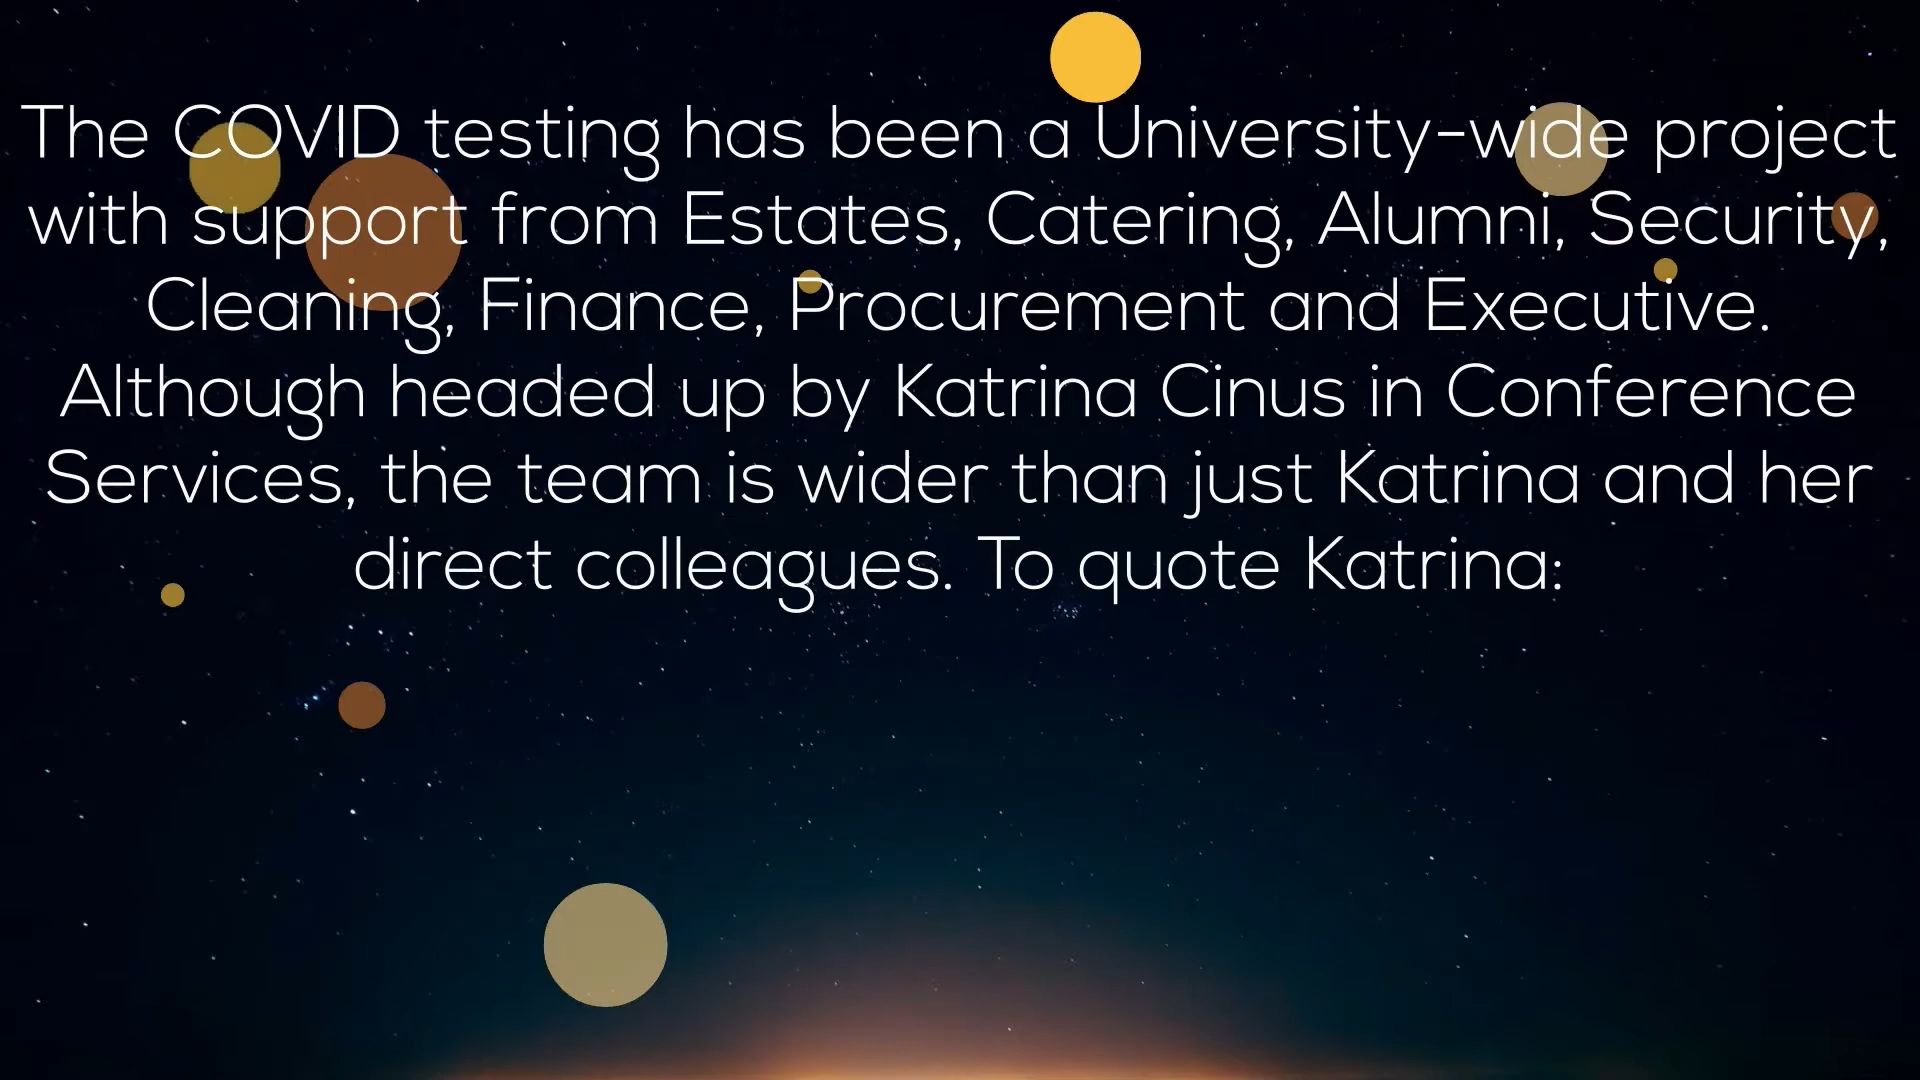 The COVID testing has been a University-wide project
with support from Estates, Catering, Alumni, Security,
Cleaning, Finance, Procurement and Executive.
Although headed up by Katrina Cinus in Conference
Services, the team is wider than just Katrina and her
direct colleagues. To quote Katrina: